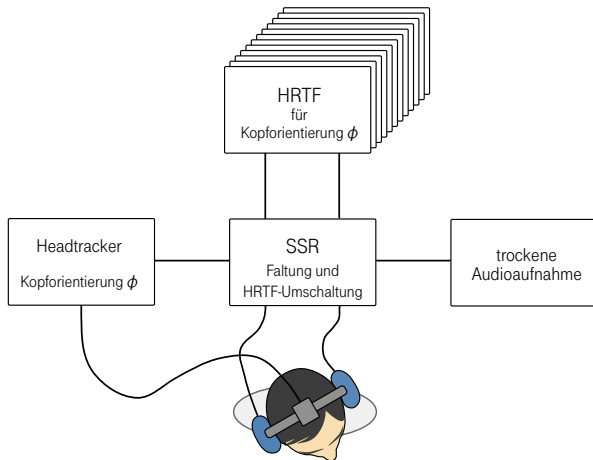 HRTF
für
Kopforientierung ϕ
Headtracker
Kopforientierung ϕ
SSR
Faltung und
HRTF-Umschaltung
trockene
Audioaufnahme